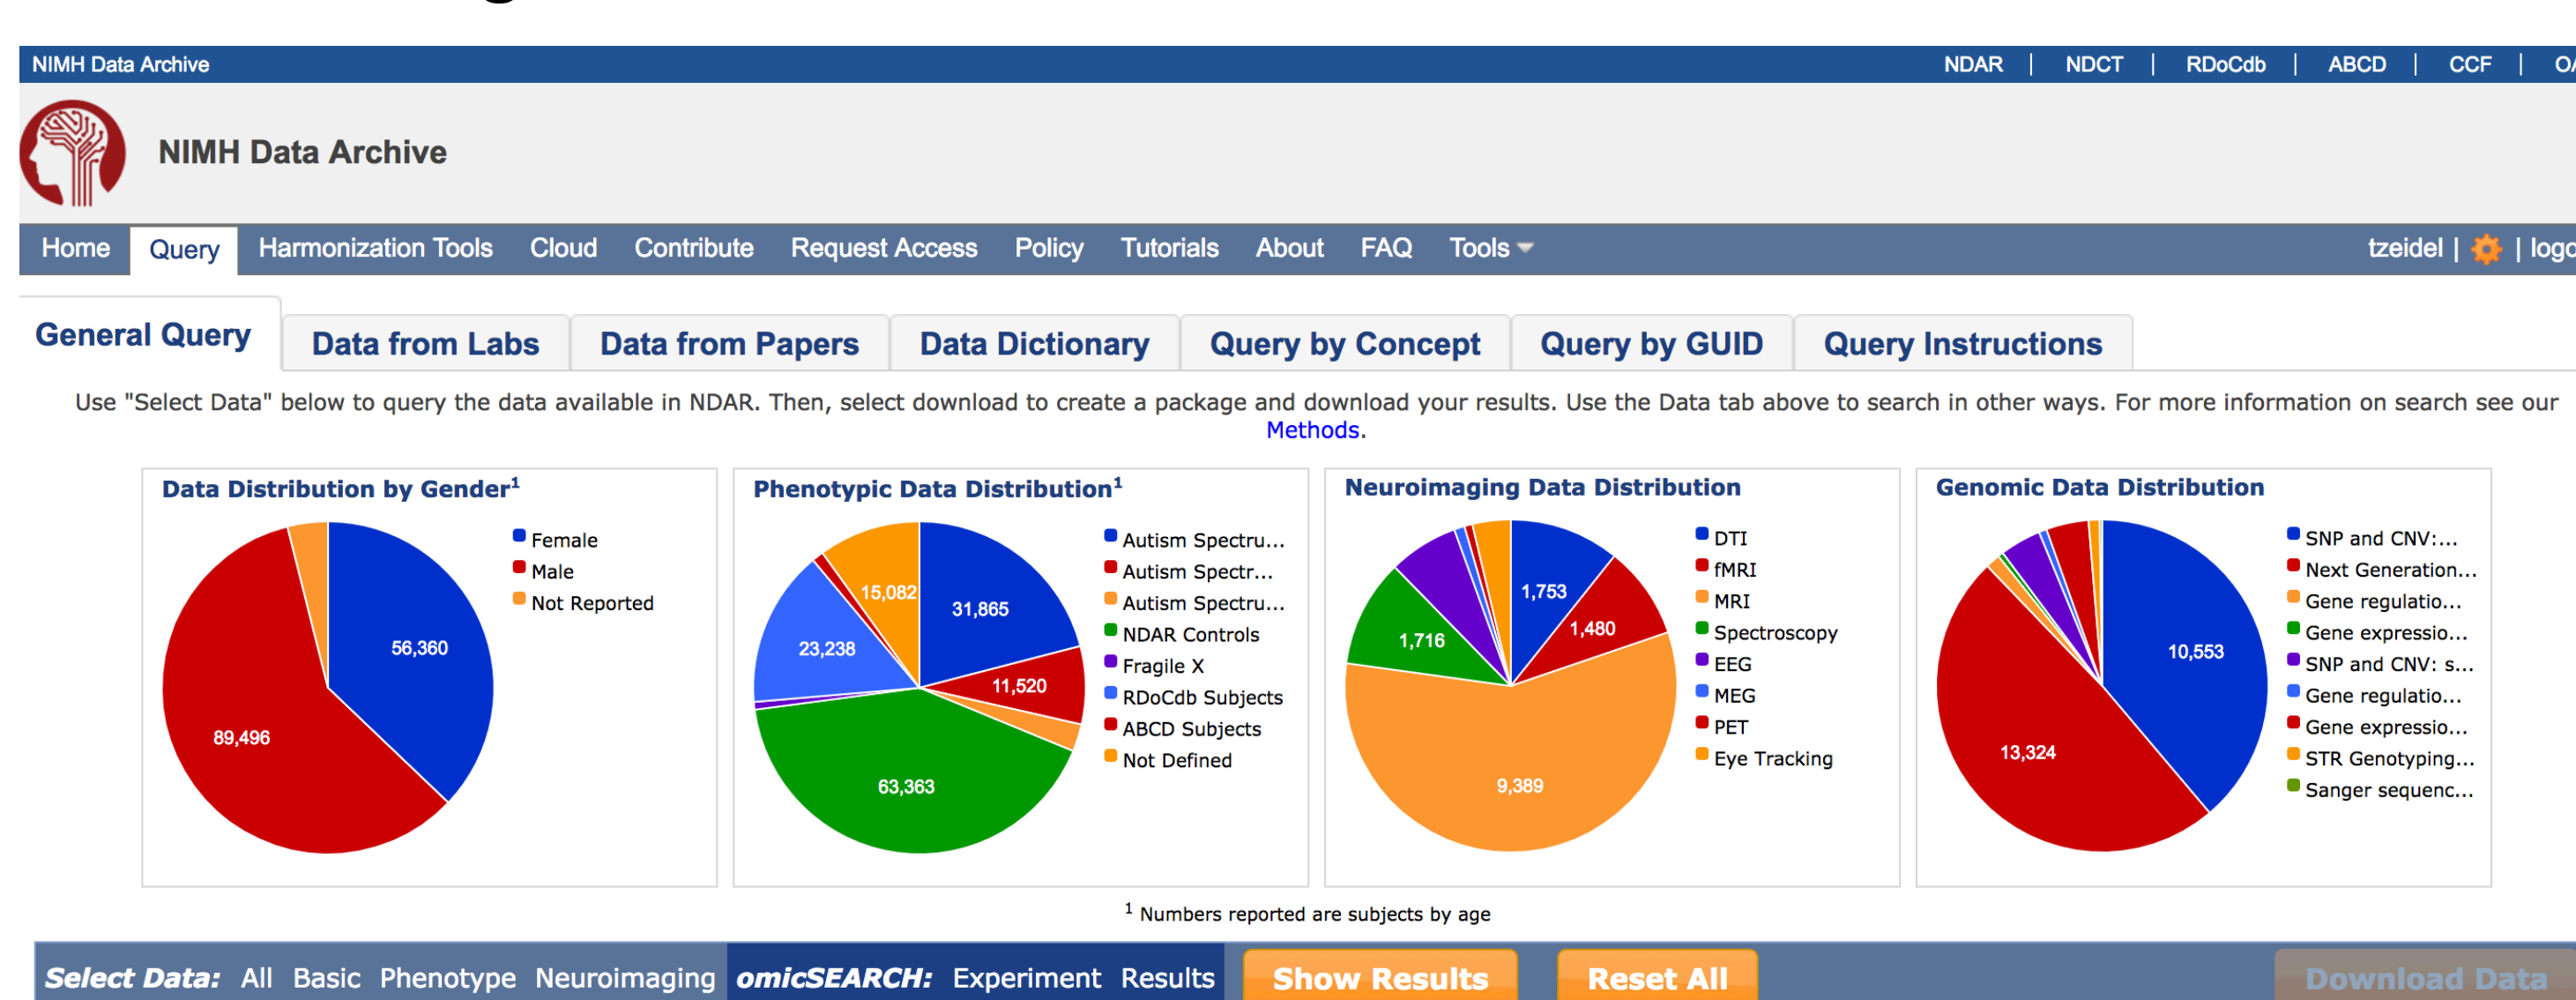 NIMH Data Archive
NDAR | NDCT | RDoCdb | ABCD | CCF |
NIMH Data Archive
Home Query Harmonization Tools Cloud Contribute Request Access Policy Tutorials About FAQ Tools tzeidel | |
General Query Data from Labs Data from Papers Data Dictionary Query by Concept Query by GUID Query Instructions
Use "Select Data" below to query the data available in NDAR. Then, select download to create a package and download your results. Use the Data tab above to search in other ways. For more information on search see our
Methods.
Data Distribution by Gender1
Female
Male
Not Reported
56,360
89,496
Phenotypic Data Distribution1
Autism Spectru...
Autism Spectr...
Autism Spectru...
NDAR Controls
Fragile X
RDoCdb Subjects
ABCD Subjects
Not Defined
15,082
31,865
23,238
11,520
63,363
Neuroimaging Data Distribution
DTI
fMRI
MRI
Spectroscopy
EEG
MEG
PET
Eye Tracking
1,753
1,480
1,716
9,389
Genomic Data Distribution
SNP and CNV:...
Next Generation...
Gene regulatio...
Gene expressio...
SNP and CNV: s...
Gene regulatio...
Gene expressio...
STR Genotyping...
Sanger sequenc...
10,553
13,324
1 Numbers reported are subjects by age
Select Data: All Basic Phenotype Neuroimaging omicSEARCH: Experiment Results Show Results Reset All Download Data